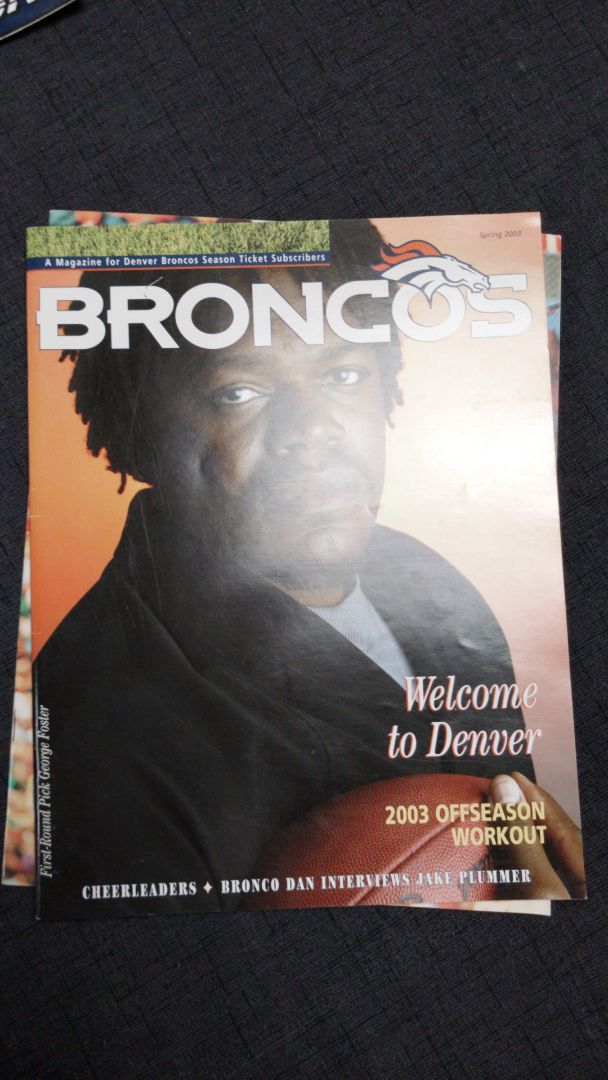 Spring 2003
A Magazine for Denver Broncos Season Ticket Subscribers
BRONCOS
Welcome
to Denver
2003 OFFSEASON
WORKOUT
First-Round Pick George Foster
CHEERLEADERS ♦ BRONCO DAN INTERVIEWS JAKE PLUMMER